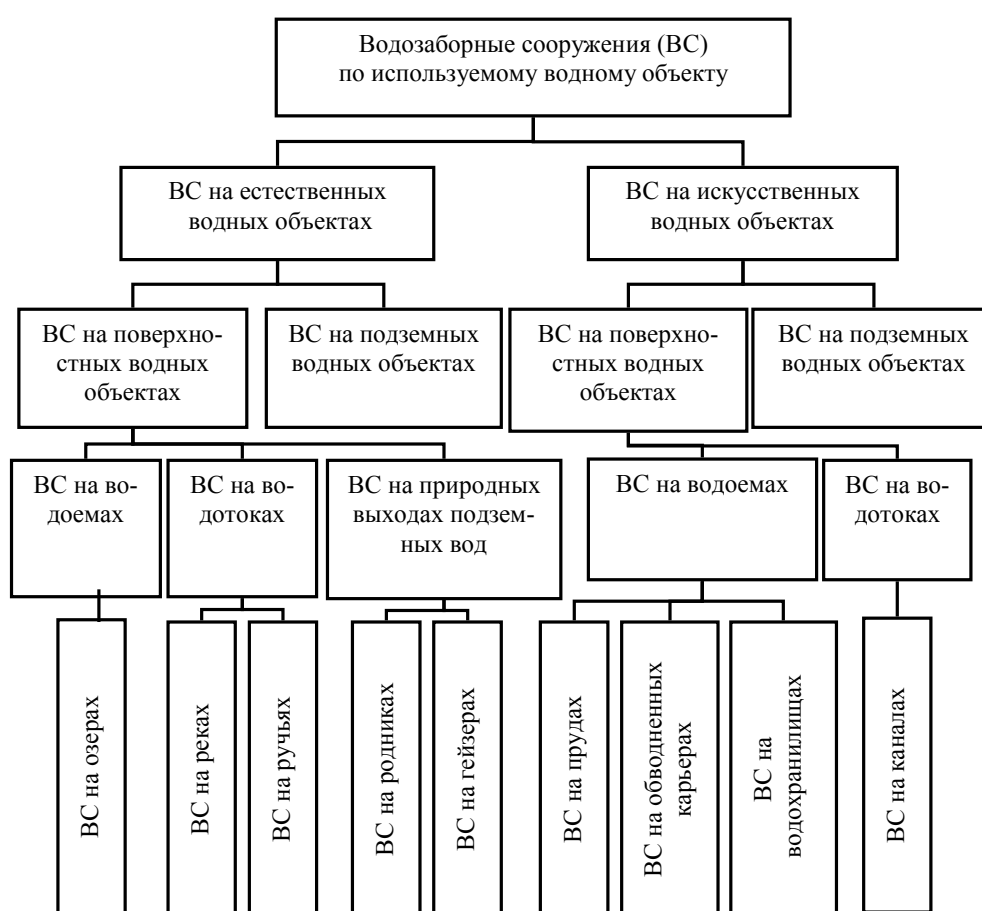 Водозаборные сооружения (ВС)
по используемому водному объекту
ВС на естественных
водных объектах
ВС на искусственных
водных объектах
ВС на поверхно-
стных водных
объектах
ВС на подземных
водных объектах
ВС на поверхно-
стных водных
объектах
ВС на подземных
водных объектах
ВС на во-
доемах
ВС на во-
дотоках
ВС на природных
выходах подзем-
ных вод
ВС на водоемах
ВС на во-
дотоках
ВС на озерах
ВС на реках
ВС на ручьях
ВС на родниках
ВС на гейзерах
ВС на прудах
ВС на обводненных
карьерах
ВС на
водохранилищах
ВС на каналах